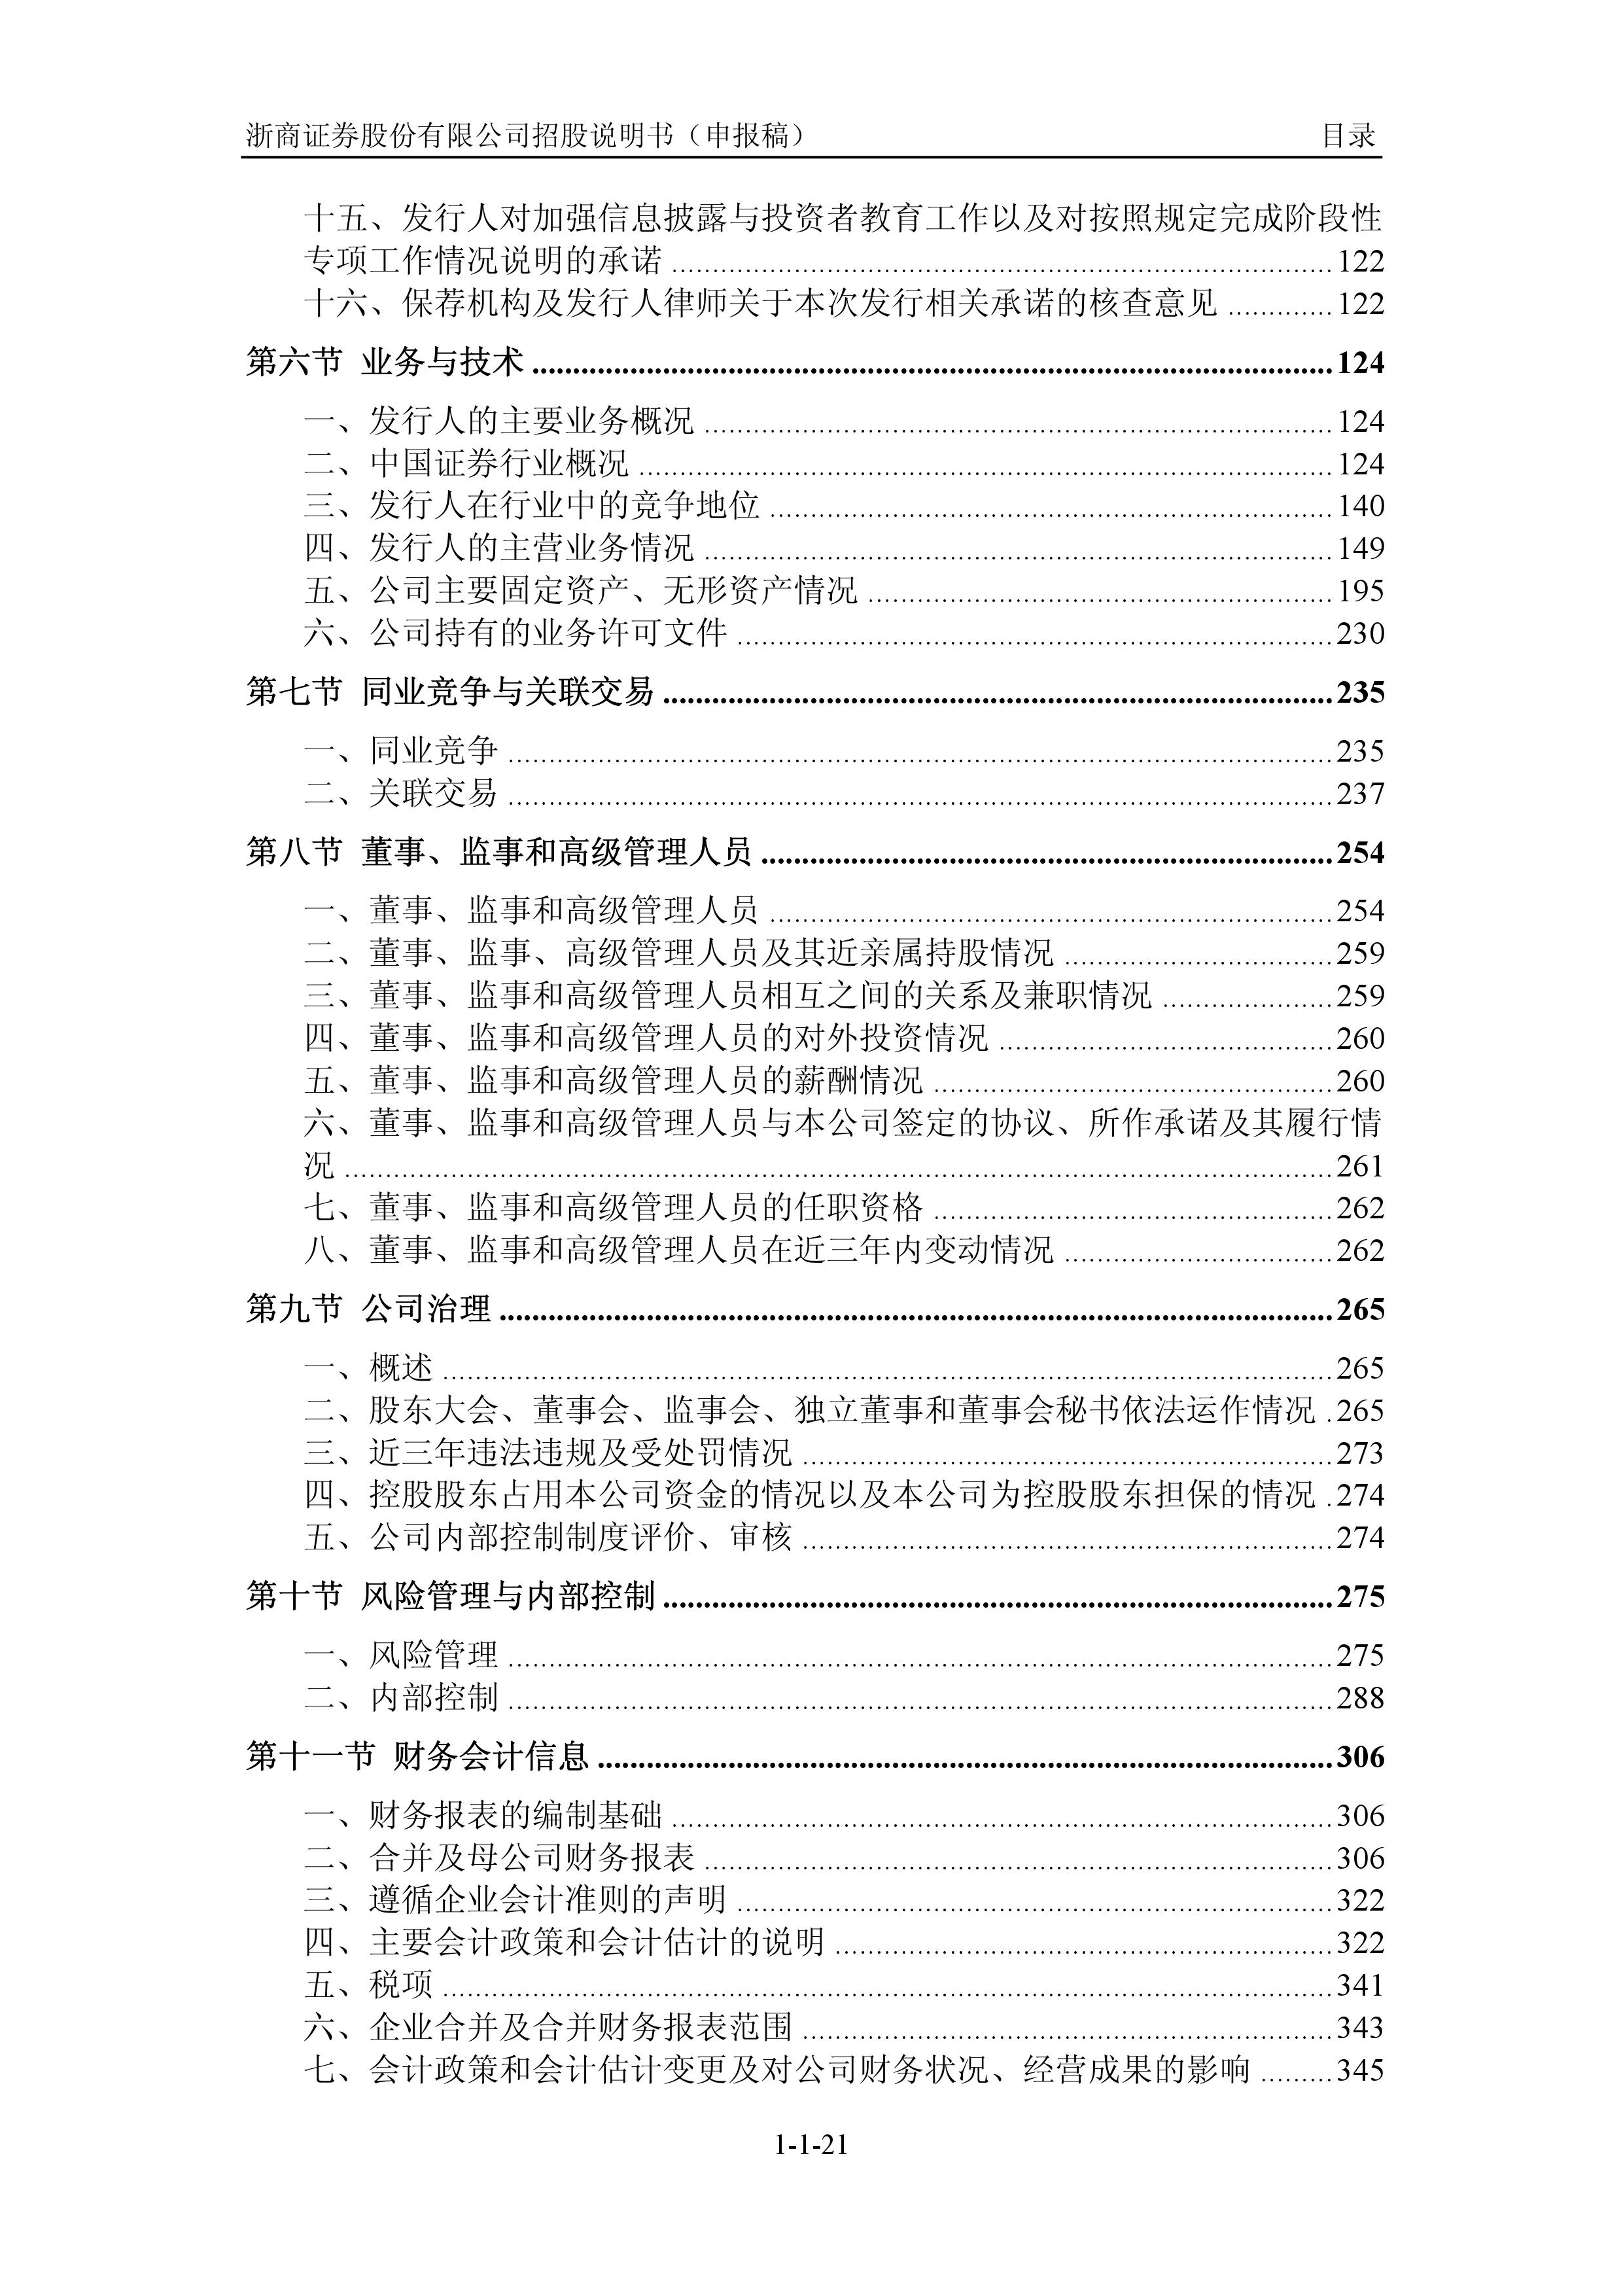 浙商证券股份有限公司招股说明书（申报稿） 目录
十五、发行人对加强信息披露与投资者教育工作以及对按照规定完成阶段性
专项工作情况说明的承诺 ........ 122
十六、保荐机构及发行人律师关于本次发行相关承诺的核查意见 ........ 122
第六节 业务与技术 ........ 124
一、发行人的主要业务概况 ........ 124
二、中国证券行业概况 ........ 124
三、发行人在行业中的竞争地位 ........ 140
四、发行人的主营业务情况 ........ 149
五、公司主要固定资产、无形资产情况 ........ 195
六、公司持有的业务许可文件 ........ 230
第七节 同业竞争与关联交易 ........ 235
一、同业竞争 ........ 235
二、关联交易 ........ 237
第八节 董事、监事和高级管理人员 ........ 254
一、董事、监事和高级管理人员 ........ 254
二、董事、监事、高级管理人员及其近亲属持股情况 ........ 259
三、董事、监事和高级管理人员相互之间的关系及兼职情况 ........ 259
四、董事、监事和高级管理人员的对外投资情况 ........ 260
五、董事、监事和高级管理人员的薪酬情况 ........ 260
六、董事、监事和高级管理人员与本公司签定的协议、所作承诺及其履行情
况 ........ 261
七、董事、监事和高级管理人员的任职资格 ........ 262
八、董事、监事和高级管理人员在近三年内变动情况 ........ 262
第九节 公司治理 ........ 265
一、概述 ........ 265
二、股东大会、董事会、监事会、独立董事和董事会秘书依法运作情况 . 265
三、近三年违法违规及受处罚情况 ........ 273
四、控股股东占用本公司资金的情况以及本公司为控股股东担保的情况 . 274
五、公司内部控制制度评价、审核 ........ 274
第十节 风险管理与内部控制 ........ 275
一、风险管理 ........ 275
二、内部控制 ........ 288
第十一节 财务会计信息 ........ 306
一、财务报表的编制基础 ........ 306
二、合并及母公司财务报表 ........ 306
三、遵循企业会计准则的声明 ........ 322
四、主要会计政策和会计估计的说明 ........ 322
五、税项 ........ 341
六、企业合并及合并财务报表范围 ........ 343
七、会计政策和会计估计变更及对公司财务状况、经营成果的影响 ........ 345
1-1-21